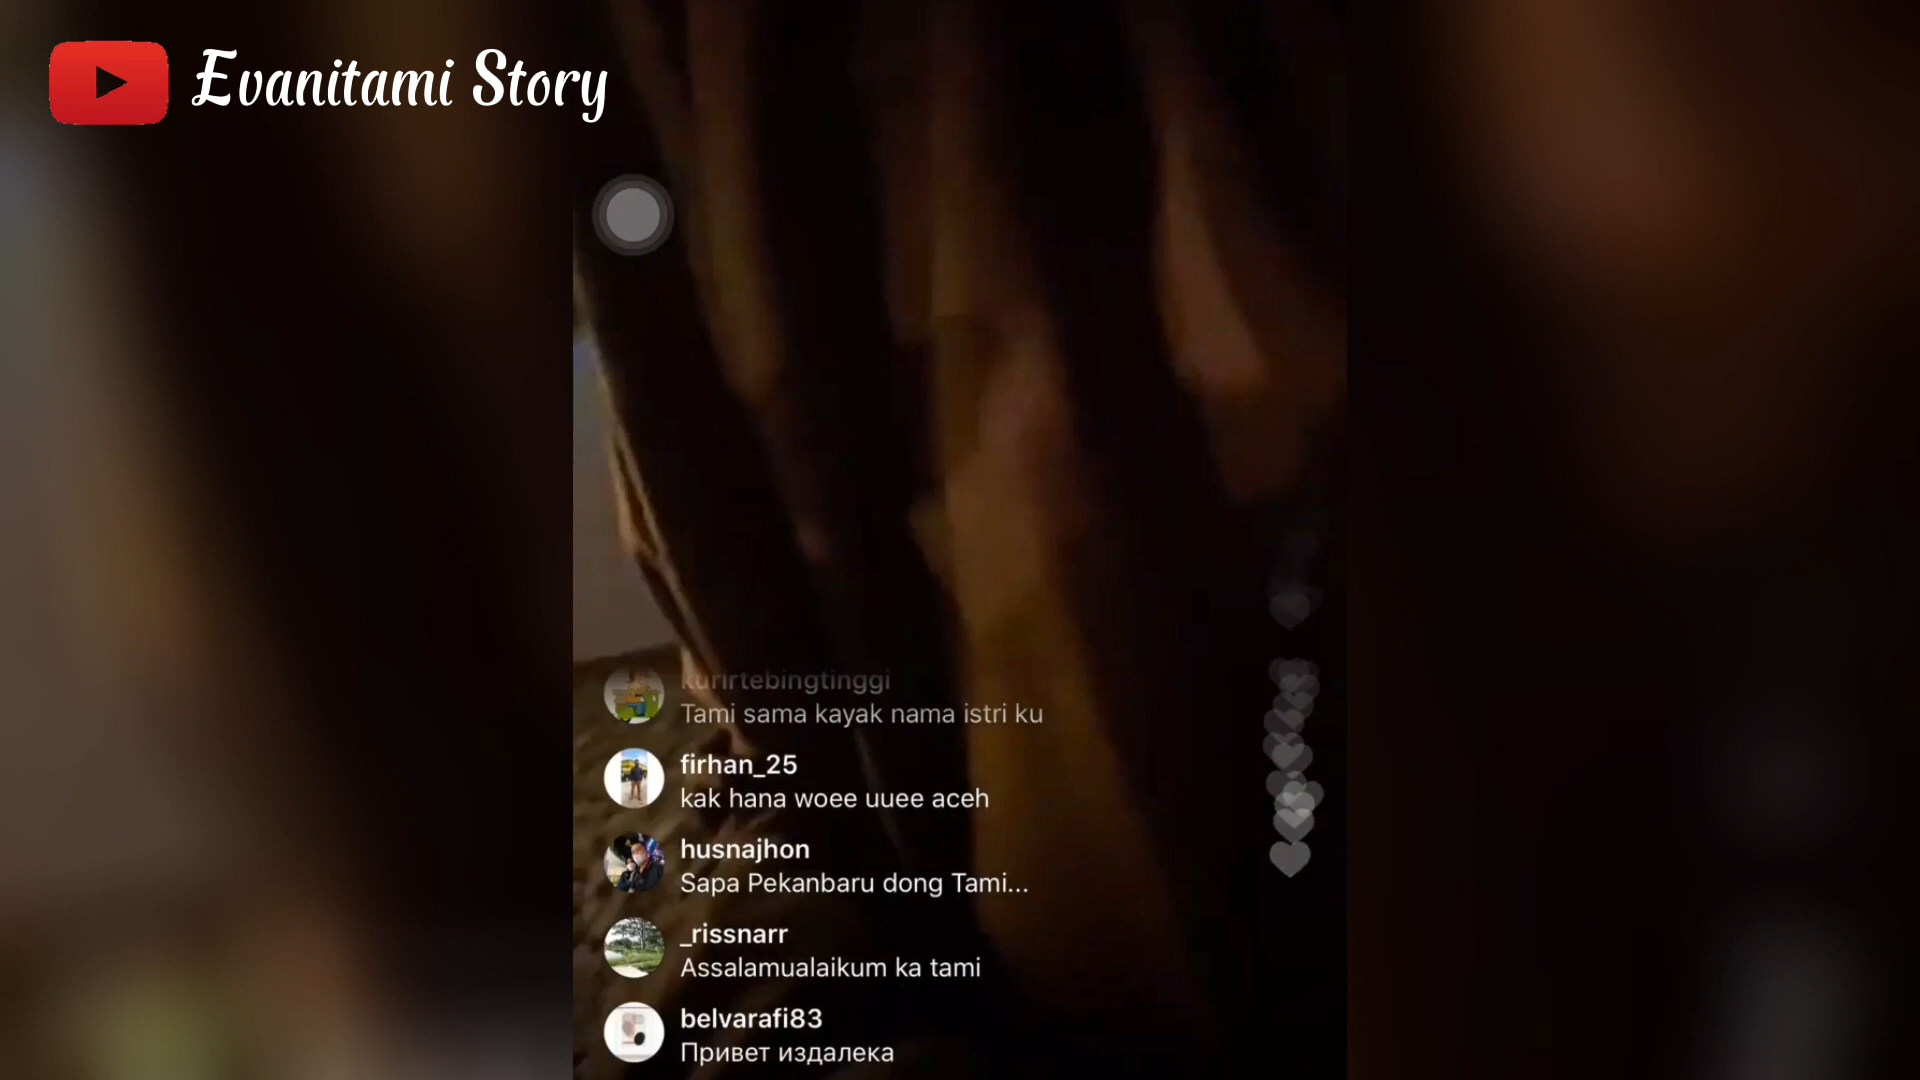 Evanitami Story
kurirtebingtinggi
Tami sama kayak nama istri ku
firhan_25
kak hana woee uuee aceh
husnajhon
Sapa Pekanbaru dong Tami...
_rissnarr
Assalamualaikum ka tami
belvarafi83
Привет издалека